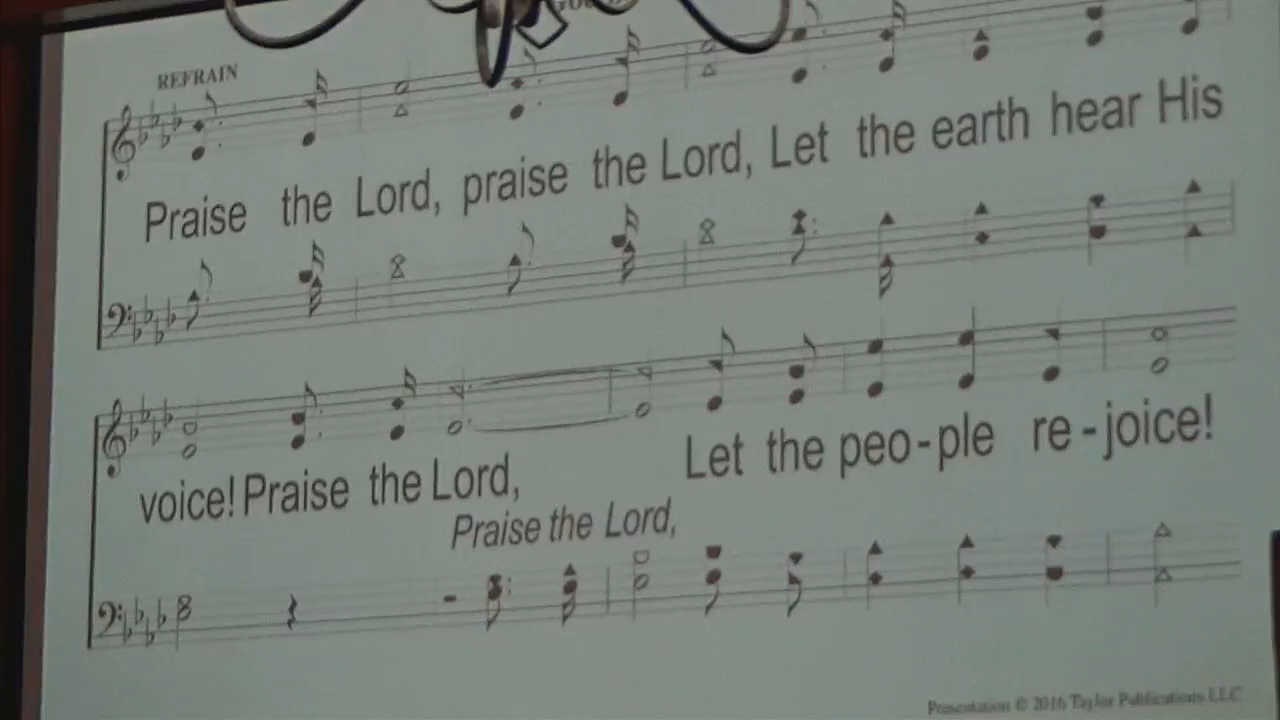 REFRAIN
Praise the Lord, praise the Lord, Let the earth hear His
voice! Praise the Lord, Let the peo-ple re-joice!
Praise the Lord,
Presentation © 2016 Taylor Publications LLC